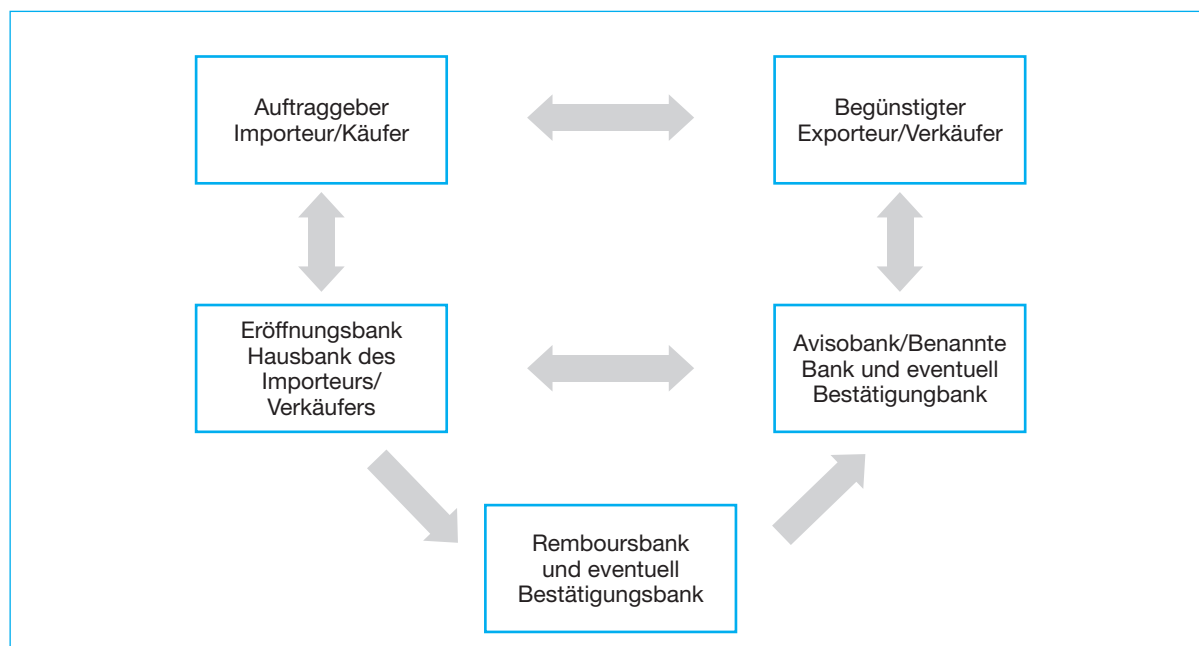 Auftraggeber
Importeur/Käufer
Begünstigter
Exporteur/Verkäufer
Eröffnungsbank
Hausbank des
Importeurs/
Verkäufers
Avisobank/Benannte
Bank und eventuell
Bestätigungbank
Remboursbank
und eventuell
Bestätigungsbank